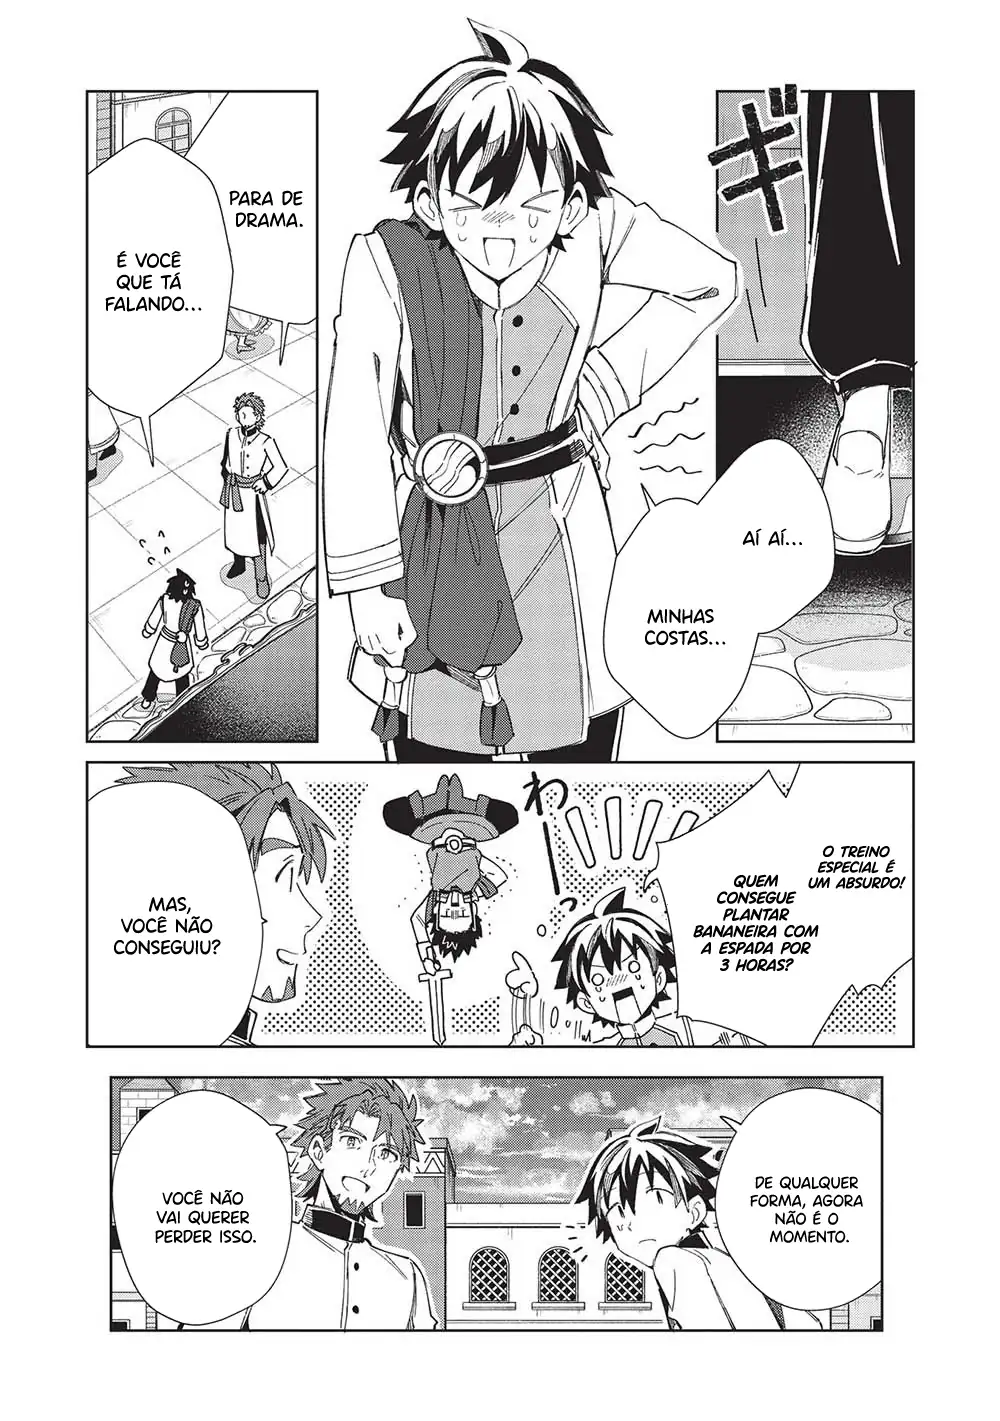 ギ
AÍ AÍ...
MINHAS
COSTAS...
PARA DE
DRAMA.
É VOCÊ
QUE TÁ
FALANDO...
O TREINO
ESPECIAL É
UM ABSURDO!
QUEM
CONSEGUE
PLANTAR
BANANEIRA COM
A ESPADA POR
3 HORAS?
わーっ
MAS,
VOCÊ NÃO
CONSEGUIU?
DE QUALQUER
FORMA, AGORA
NÃO É O
MOMENTO.
VOCÊ NÃO
VAI QUERER
PERDER ISSO.